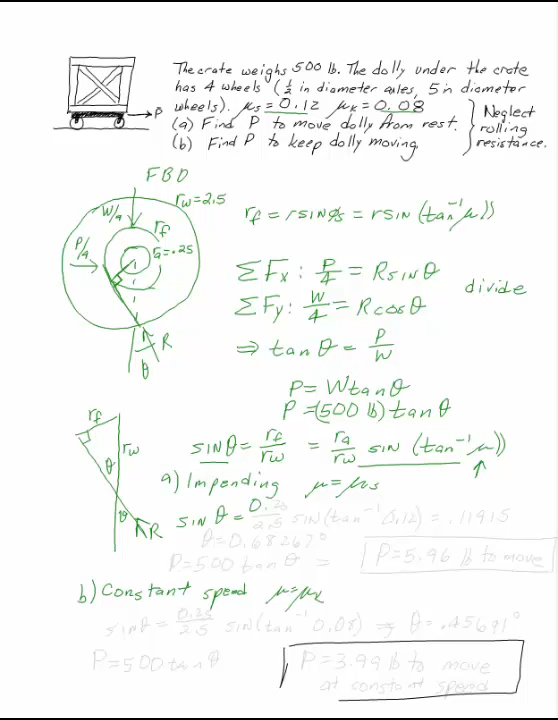 The crate weighs 500 lb. The dolly under the crate
has 4 wheels (1/2 in diameter axles, 5 in diameter
wheels). μs = 0.12 μk = 0.08
(a) Find P to move dolly from rest.
(b) Find P to keep dolly moving.
Neglect
rolling
resistance.
P
FBD
W/4
rw=2.5
rf
P/4
ra=.25
R
θ
rf = r sin φs = r sin (tan⁻¹ μ))
ΣFx: P/4 = R sin θ
ΣFy: W/4 = R cos θ
divide
⇒ tan θ = P/W
P = W tan θ
P = (500 lb) tan θ
rf
rw
θ
θ
R
sin θ = rf/rw = ra/rw sin (tan⁻¹ μ))
a) Impending μ = μs
sin θ = 0.25/2.5 sin (tan⁻¹ 0.12) = .11915
θ = 0.68267°
P = 500 tan θ =
P = 5.96 lb to move
b) Constant speed μ = μk
sin θ = 0.25/2.5 sin (tan⁻¹ 0.08) ⇒ θ = .45691°
P = 500 tan θ
P = 3.99 lb to move
at constant speed